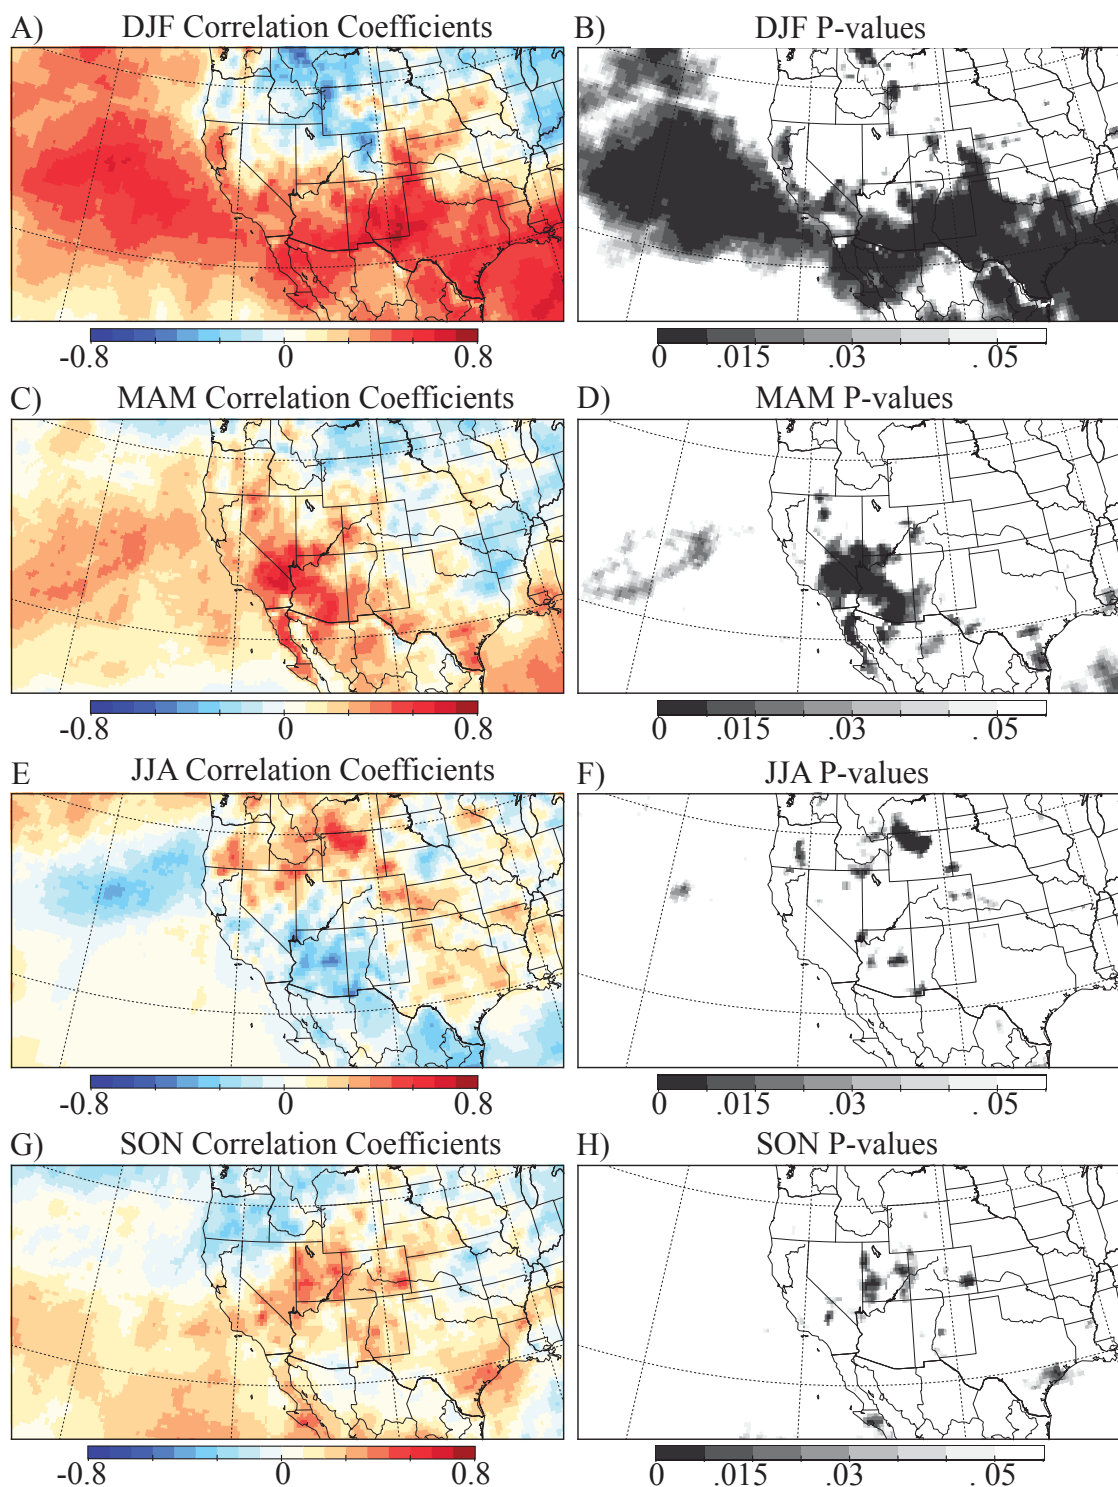 A) DJF Correlation Coefficients
B) DJF P-values
-0.8 0 0.8
0 .015 .03 . 05
C) MAM Correlation Coefficients
D) MAM P-values
-0.8 0 0.8
0 .015 .03 . 05
E JJA Correlation Coefficients
F) JJA P-values
-0.8 0 0.8
0 .015 .03 . 05
G) SON Correlation Coefficients
H) SON P-values
-0.8 0 0.8
0 .015 .03 . 05